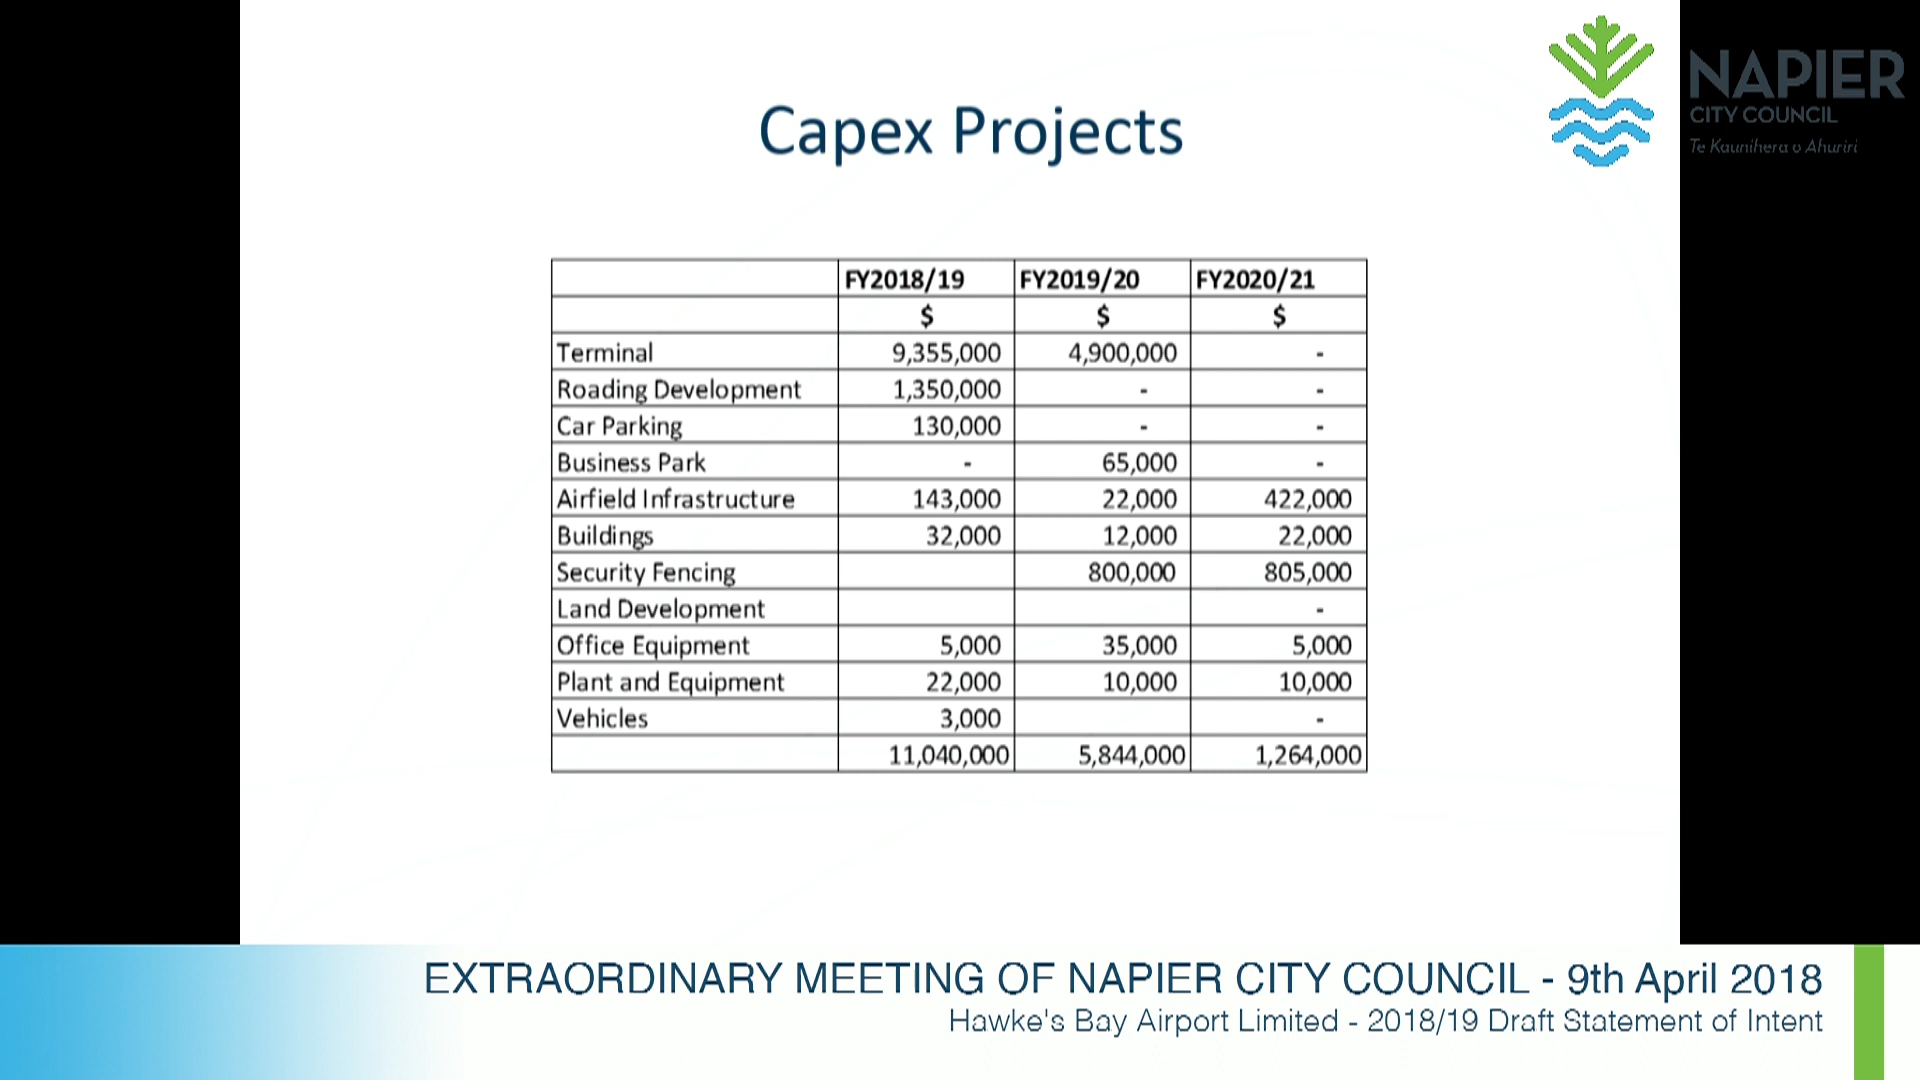 NAPIER
CITY COUNCIL
Te Kaunihera o Ahuriri
Capex Projects
FY2018/19 FY2019/20 FY2020/21
$ $ $
Terminal 9,355,000 4,900,000 -
Roading Development 1,350,000 - -
Car Parking 130,000 - -
Business Park - 65,000 -
Airfield Infrastructure 143,000 22,000 422,000
Buildings 32,000 12,000 22,000
Security Fencing 800,000 805,000
Land Development -
Office Equipment 5,000 35,000 5,000
Plant and Equipment 22,000 10,000 10,000
Vehicles 3,000 -
11,040,000 5,844,000 1,264,000
EXTRAORDINARY MEETING OF NAPIER CITY COUNCIL - 9th April 2018
Hawke's Bay Airport Limited - 2018/19 Draft Statement of Intent